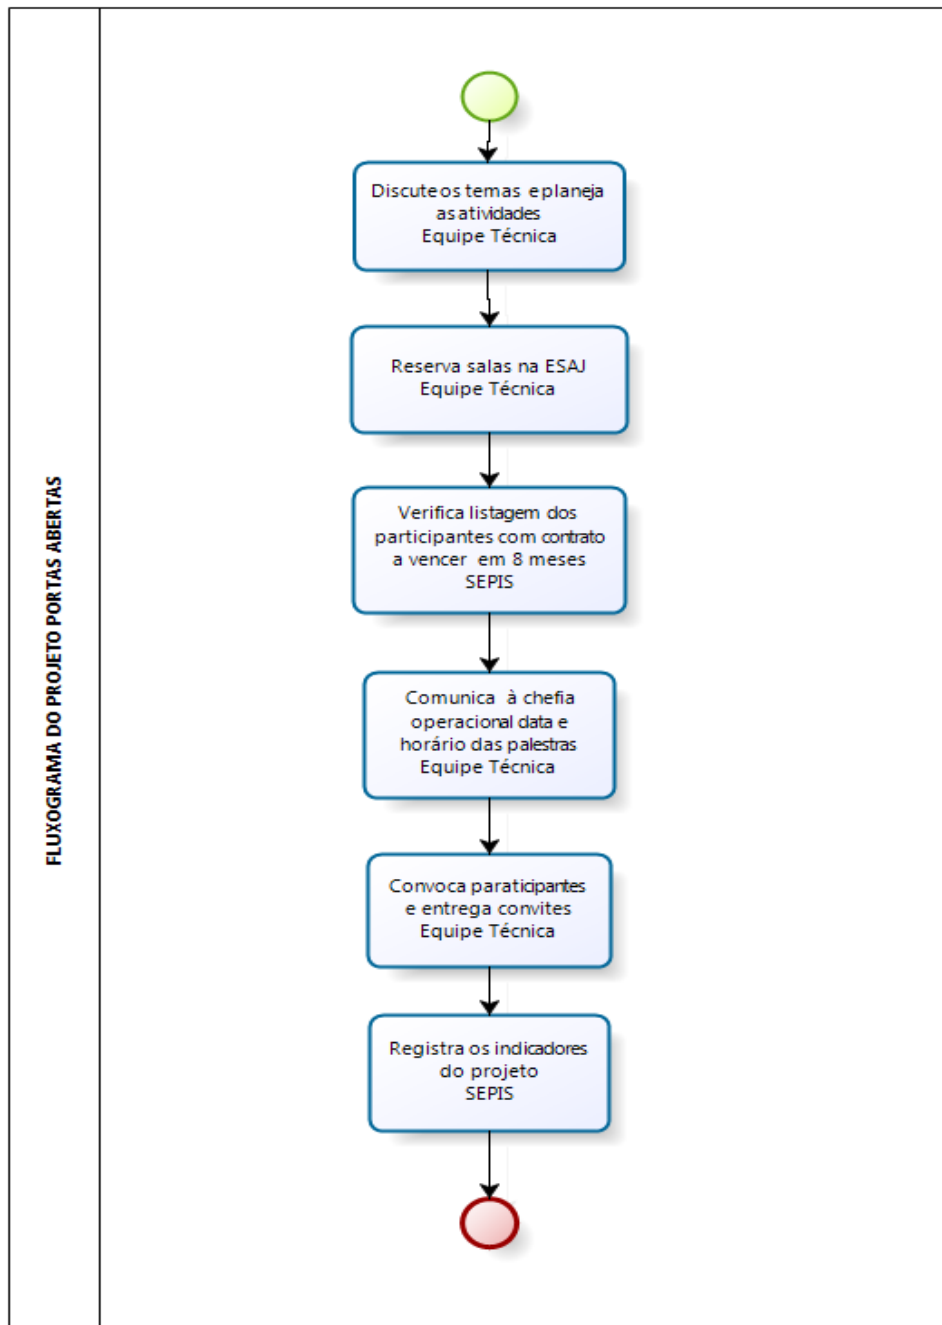 FLUXOGRAMA DO PROJETO PORTAS ABERTAS
Discute os temas e planeja
as atividades
Equipe Técnica
Reserva salas na ESAJ
Equipe Técnica
Verifica listagem dos
participantes com contrato
a vencer em 8 meses
SEPIS
Comunica à chefia
operacional data e
horário das palestras
Equipe Técnica
Convoca paraticipantes
e entrega convites
Equipe Técnica
Registra os indicadores
do projeto
SEPIS